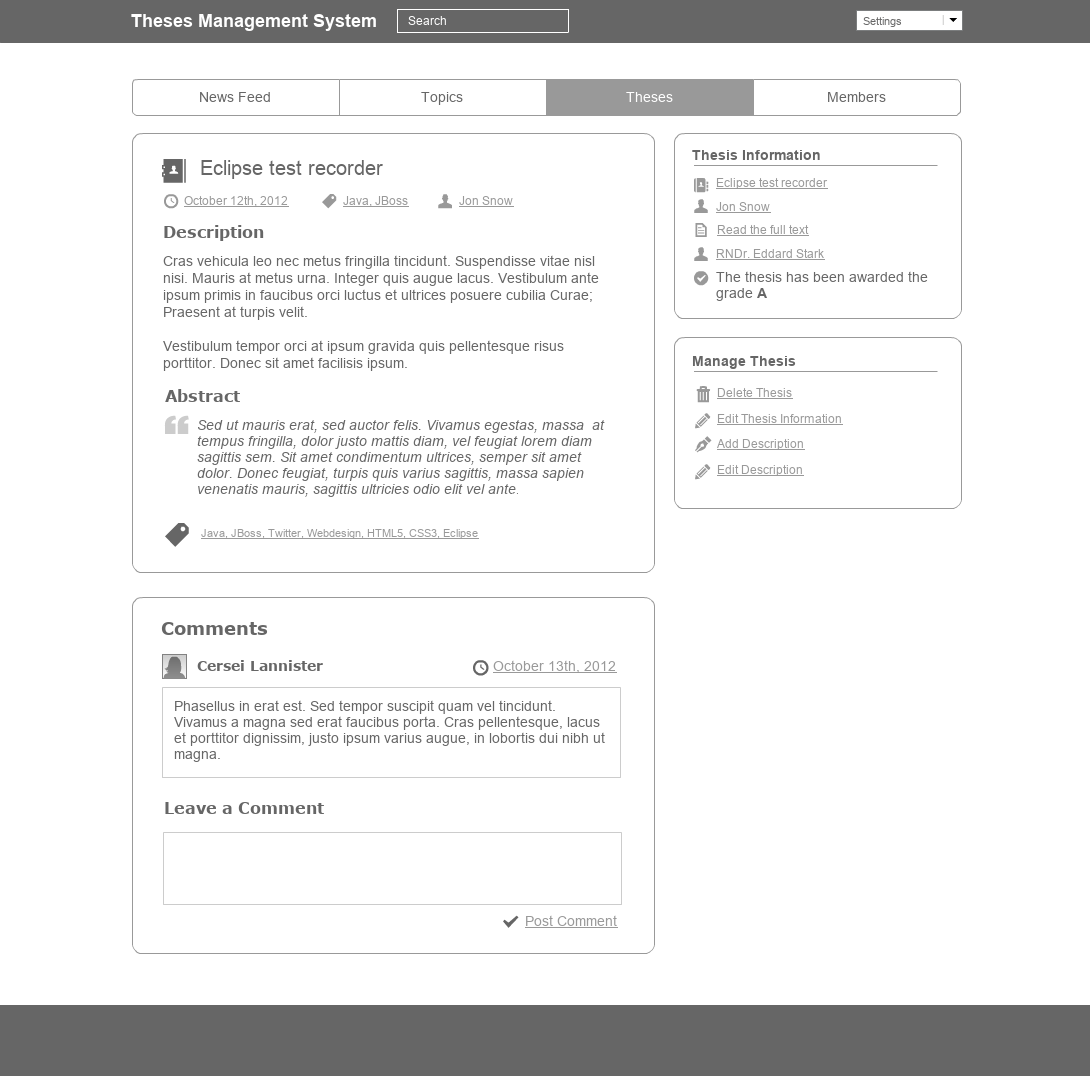 Theses Management System
Search
Settings
News Feed
Topics
Theses
Members
Eclipse test recorder
October 12th, 2012
Java, JBoss
Jon Snow
Description
Cras vehicula leo nec metus fringilla tincidunt. Suspendisse vitae nisl
nisi. Mauris at metus urna. Integer quis augue lacus. Vestibulum ante
ipsum primis in faucibus orci luctus et ultrices posuere cubilia Curae;
Praesent at turpis velit.
Vestibulum tempor orci at ipsum gravida quis pellentesque risus
porttitor. Donec sit amet facilisis ipsum.
Abstract
Sed ut mauris erat, sed auctor felis. Vivamus egestas, massa at
tempus fringilla, dolor justo mattis diam, vel feugiat lorem diam
sagittis sem. Sit amet condimentum ultrices, semper sit amet
dolor. Donec feugiat, turpis quis varius sagittis, massa sapien
venenatis mauris, sagittis ultricies odio elit vel ante.
Java, JBoss, Twitter, Webdesign, HTML5, CSS3, Eclipse
Thesis Information
Eclipse test recorder
Jon Snow
Read the full text
RNDr. Eddard Stark
The thesis has been awarded the
grade A
Manage Thesis
Delete Thesis
Edit Thesis Information
Add Description
Edit Description
Comments
Cersei Lannister
October 13th, 2012
Phasellus in erat est. Sed tempor suscipit quam vel tincidunt.
Vivamus a magna sed erat faucibus porta. Cras pellentesque, lacus
et porttitor dignissim, justo ipsum varius augue, in lobortis dui nibh ut
magna.
Leave a Comment
Post Comment